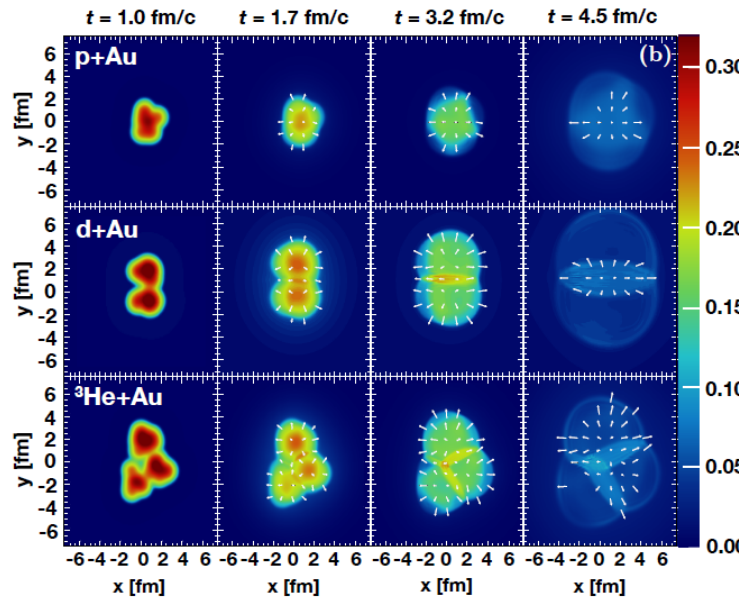 t = 1.0 fm/c t = 1.7 fm/c t = 3.2 fm/c t = 4.5 fm/c
p+Au (b)
y [fm] 6 4 2 0 -2 -4 -6
d+Au
y [fm] 6 4 2 0 -2 -4 -6
³He+Au
y [fm] 6 4 2 0 -2 -4 -6
0.30
0.25
0.20
0.15
0.10
0.05
0.00
-6 -4 -2 0 2 4 6 -6 -4 -2 0 2 4 6 -6 -4 -2 0 2 4 6 -6 -4 -2 0 2 4 6
x [fm] x [fm] x [fm] x [fm]